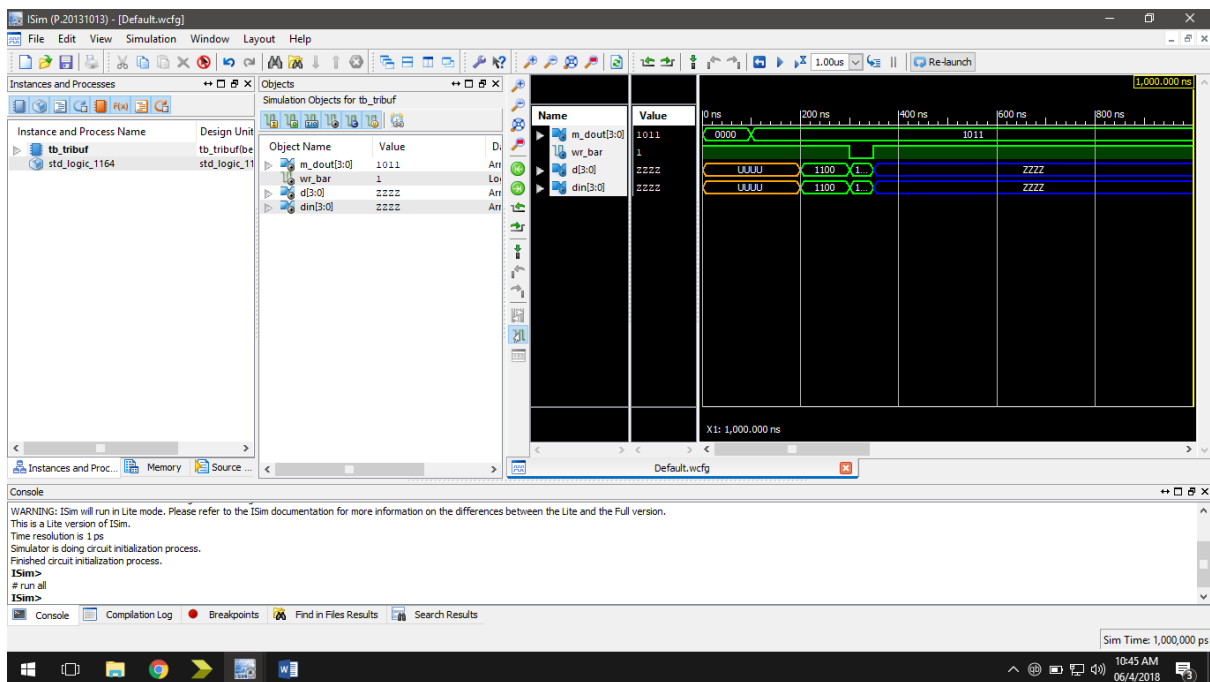 ISim (P.20131013) - [Default.wcfg]
File Edit View Simulation Window Layout Help
1.00us Re-launch
Instances and Processes
Instance and Process Name Design Unit
tb_tribuf tb_tribuf(be
std_logic_1164 std_logic_11
Instances and Proc... Memory Source ...
Objects
Simulation Objects for tb_tribuf
Object Name Value Da
m_dout[3:0] 1011 Arr
wr_bar 1 Lo
d[3:0] ZZZZ Arr
din[3:0] ZZZZ Arr
1,000.000 ns
Name Value 0 ns 200 ns 400 ns 600 ns 800 ns
m_dout[3:0] 1011 0000 1011
wr_bar 1
d[3:0] ZZZZ UUUU 1100 1... ZZZZ
din[3:0] ZZZZ UUUU 1100 1... ZZZZ
X1: 1,000.000 ns
Default.wcfg
Console
WARNING: ISim will run in Lite mode. Please refer to the ISim documentation for more information on the differences between the Lite and the Full version.
This is a Lite version of ISim.
Time resolution is 1 ps
Simulator is doing circuit initialization process.
Finished circuit initialization process.
ISim>
# run all
ISim>
Console Compilation Log Breakpoints Find in Files Results Search Results
Sim Time: 1,000,000 ps
10:45 AM
06/4/2018